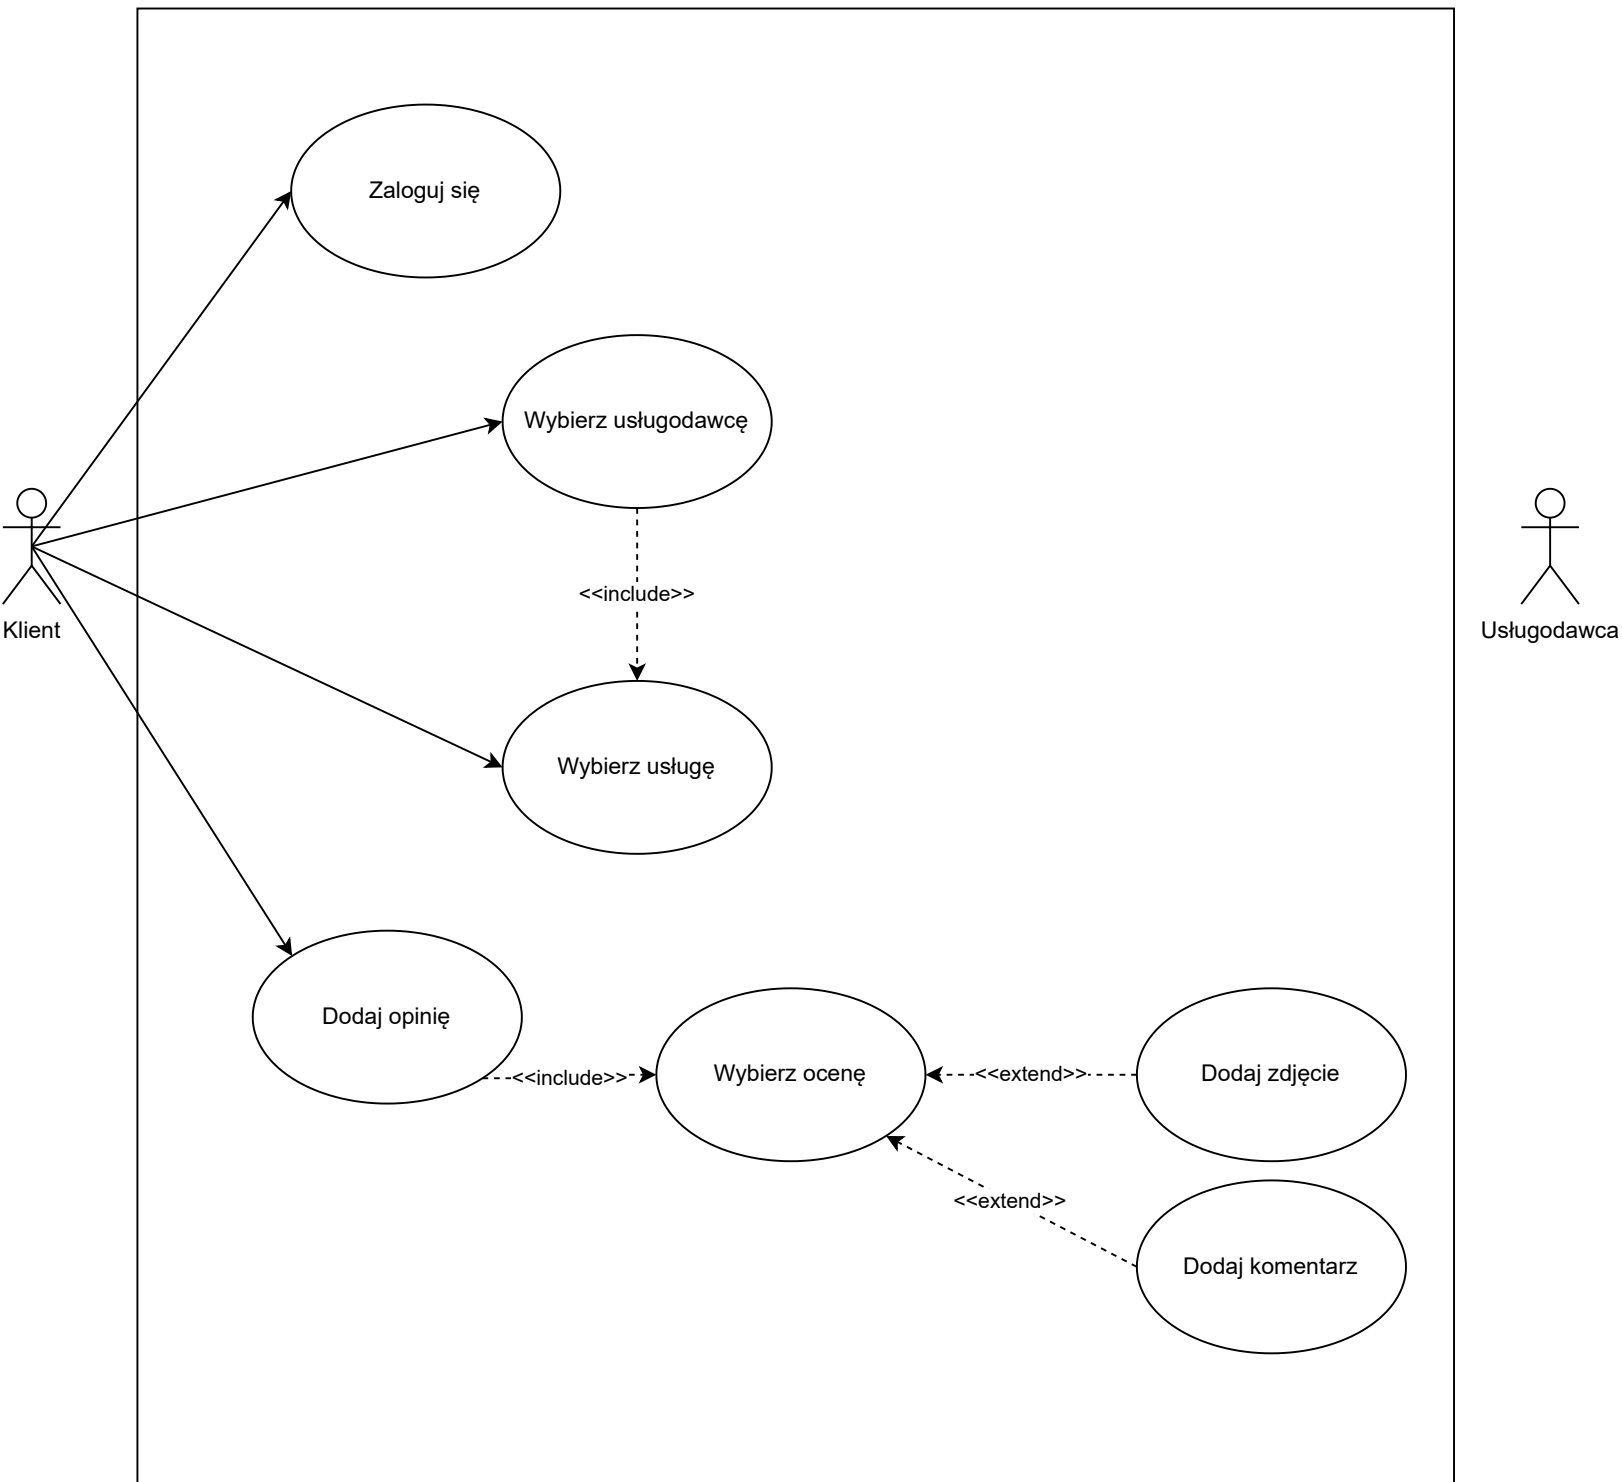 Zaloguj się
Wybierz usługodawcę
<<include>>
Klient
Usługodawca
Wybierz usługę
Dodaj opinię
<<include>>
Wybierz ocenę
<<extend>>
Dodaj zdjęcie
<<extend>>
Dodaj komentarz